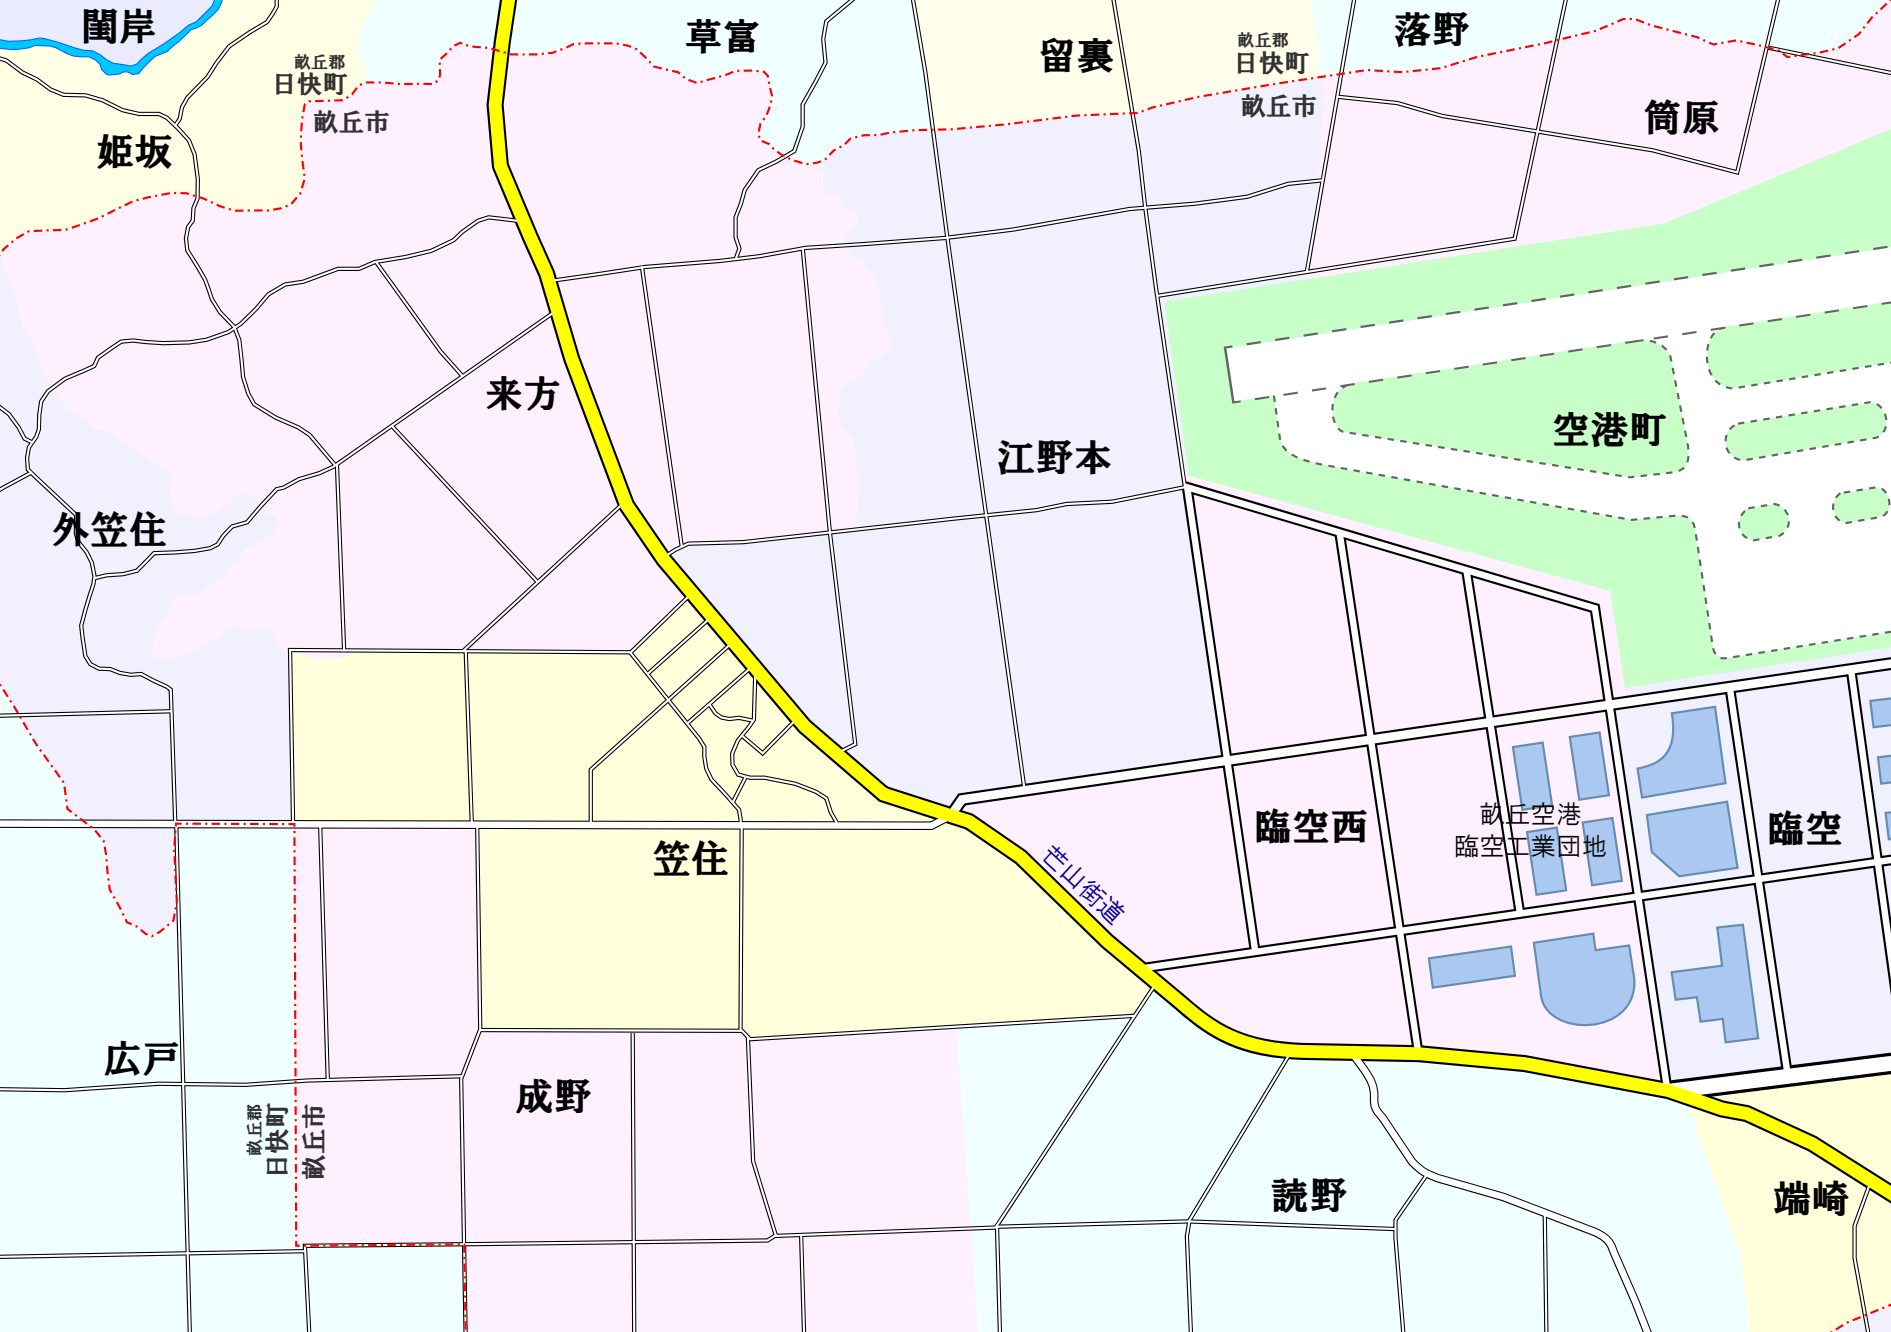 閨岸
草富
落野
留裏
畝丘郡
日快町
畝丘市
畝丘郡
日快町
畝丘市
筒原
姫坂
来方
空港町
江野本
外笠住
畝丘空港
臨空工業団地
臨空西
臨空
笠住
芒山街道
広戸
成野
畝丘郡
日快町
畝丘市
読野
端崎